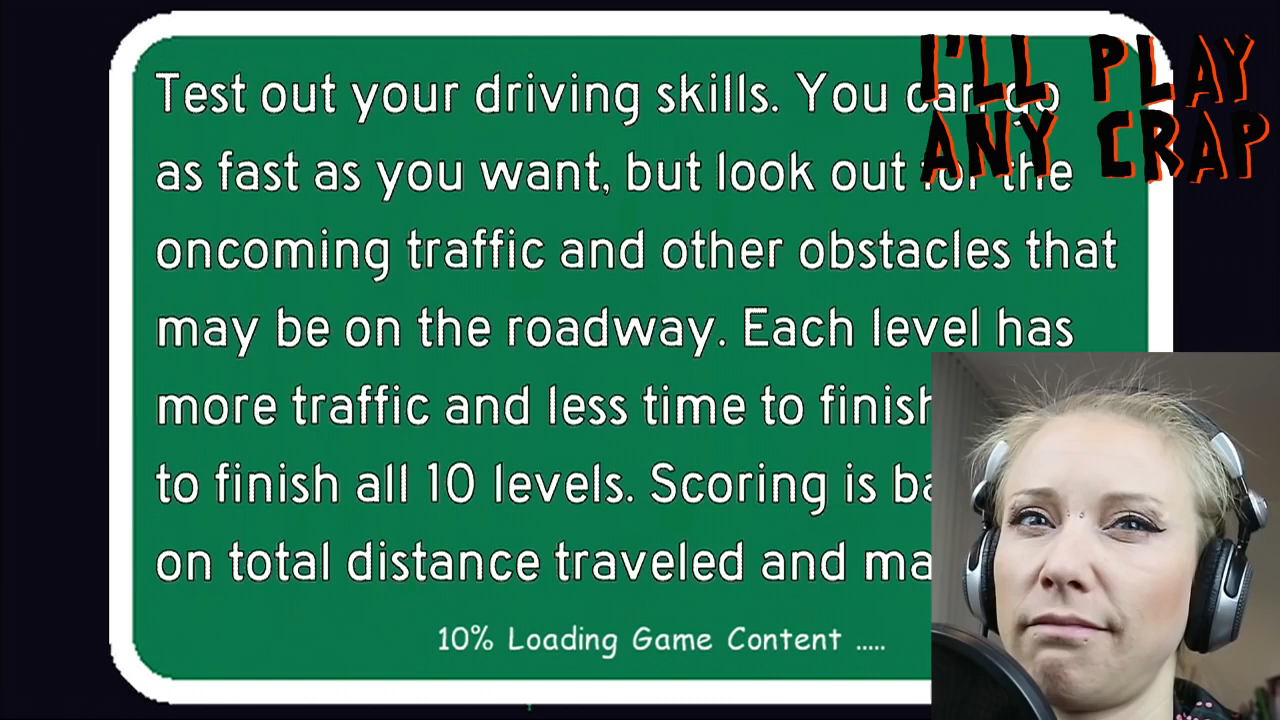 Test out your driving skills. You can go
as fast as you want, but look out for the
oncoming traffic and other obstacles that
may be on the roadway. Each level has
more traffic and less time to finish
to finish all 10 levels. Scoring is
on total distance traveled and
10% Loading Game Content .....
I'LL PLAY
ANY CRAP